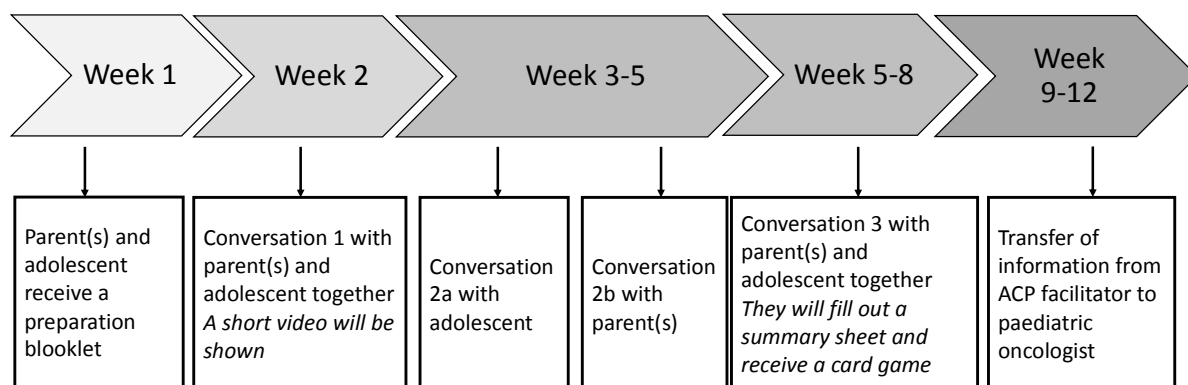 Week 1
Week 2
Week 3-5
Week 5-8
Week
9-12
Parent(s) and
adolescent
receive a
preparation
blooklet
Conversation 1 with
parent(s) and
adolescent together
A short video will be
shown
Conversation
2a with
adolescent
Conversation
2b with
parent(s)
Conversation 3 with
parent(s) and
adolescent together
They will fill out a
summary sheet and
receive a card game
Transfer of
information from
ACP facilitator to
paediatric
oncologist